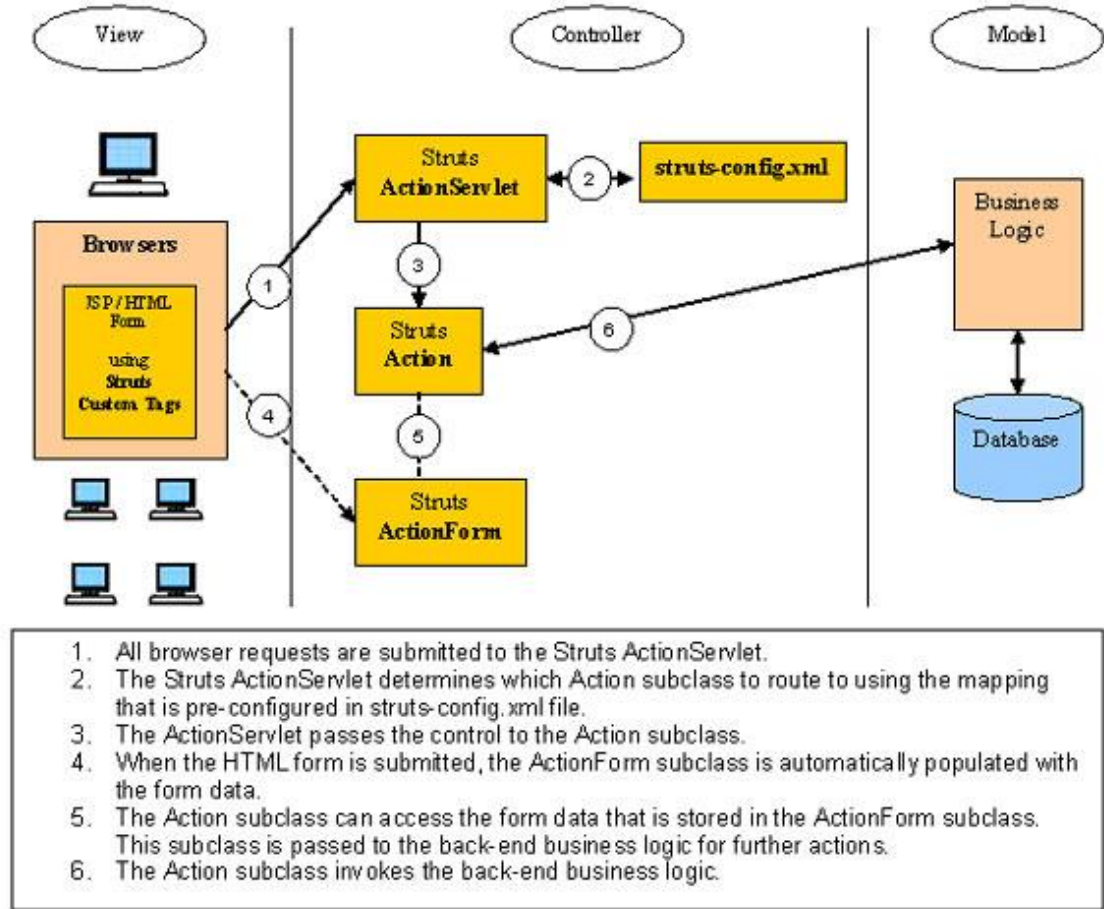 View
Controller
Model
Struts
ActionServlet
2
struts-config.xml
Business
Logic
Browsers
3
1
JSP / HTML
Form
using
Struts
Custom Tags
Struts
Action
6
4
5
Database
Struts
ActionForm
1. All browser requests are submitted to the Struts ActionServlet.
2. The Struts ActionServlet determines which Action subclass to route to using the mapping
that is pre-configured in struts-config.xml file.
3. The ActionServlet passes the control to the Action subclass.
4. When the HTML form is submitted, the ActionForm subclass is automatically populated with
the form data.
5. The Action subclass can access the form data that is stored in the ActionForm subclass.
This subclass is passed to the back-end business logic for further actions.
6. The Action subclass invokes the back-end business logic.